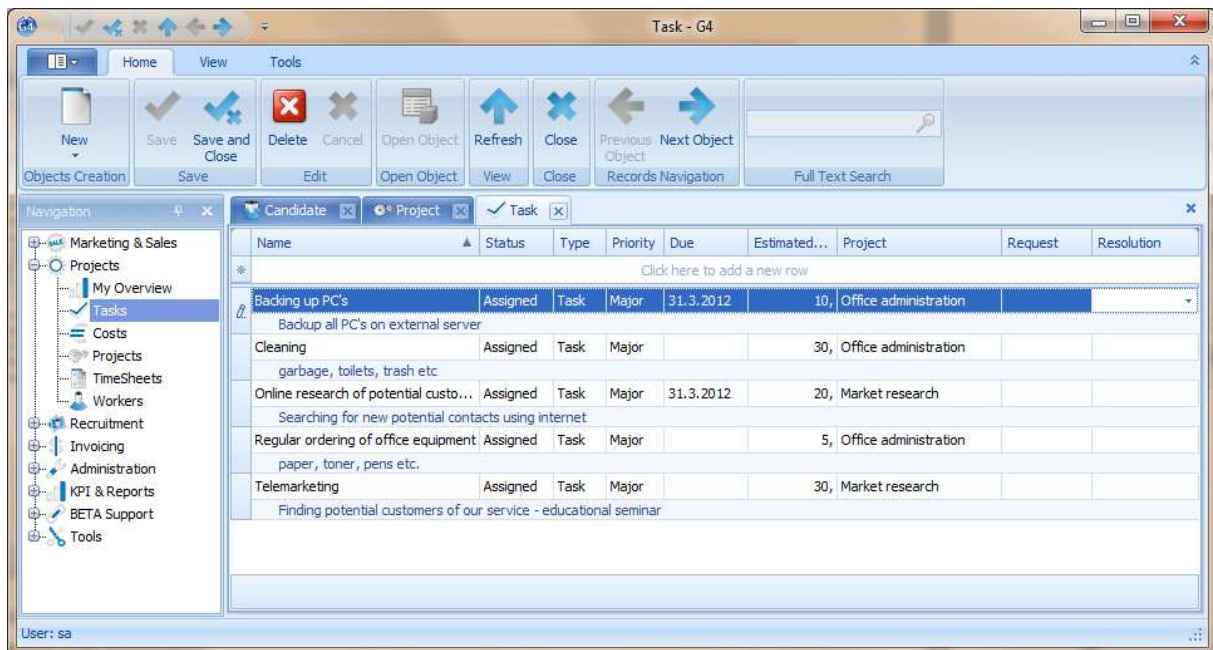 G4
Task - G4
Home View Tools
New
Save
Save and Close
Delete
Cancel
Open Object
Refresh
Close
Previous Object
Next Object
Objects Creation
Save
Edit
Open Object
View
Close
Records Navigation
Full Text Search
Navigation
Candidate
Project
Task
SALE Marketing & Sales
Projects
My Overview
Tasks
Costs
Projects
TimeSheets
Workers
Recruitment
Invoicing
Administration
KPI & Reports
BETA Support
Tools
Name Status Type Priority Due Estimated... Project Request Resolution
Click here to add a new row
Backing up PC's Assigned Task Major 31.3.2012 10, Office administration
Backup all PC's on external server
Cleaning Assigned Task Major 30, Office administration
garbage, toilets, trash etc
Online research of potential custo... Assigned Task Major 31.3.2012 20, Market research
Searching for new potential contacts using internet
Regular ordering of office equipment Assigned Task Major 5, Office administration
paper, toner, pens etc.
Telemarketing Assigned Task Major 30, Market research
Finding potential customers of our service - educational seminar
User: sa